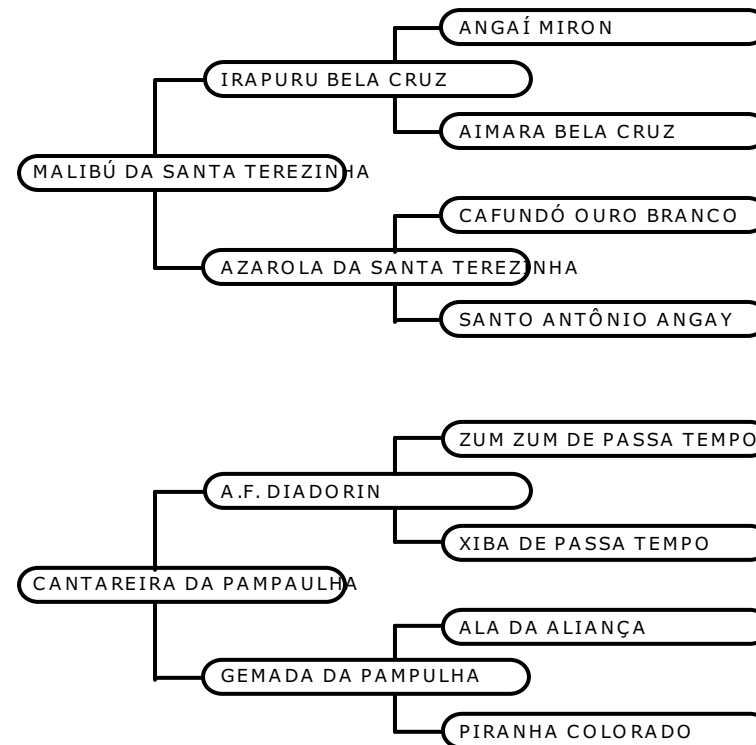 ANGAÍ MIRON
IRAPURU BELA CRUZ
AIMARA BELA CRUZ
MALIBÚ DA SANTA TEREZINHA
CAFUNDÓ OURO BRANCO
AZAROLA DA SANTA TEREZINHA
SANTO ANTÔNIO ANGAY
ZUM ZUM DE PASSA TEMPO
A.F. DIADORIN
XIBA DE PASSA TEMPO
CANTAREIRA DA PAMPAULHA
ALA DA ALIANÇA
GEMADA DA PAMPULHA
PIRANHA COLORADO